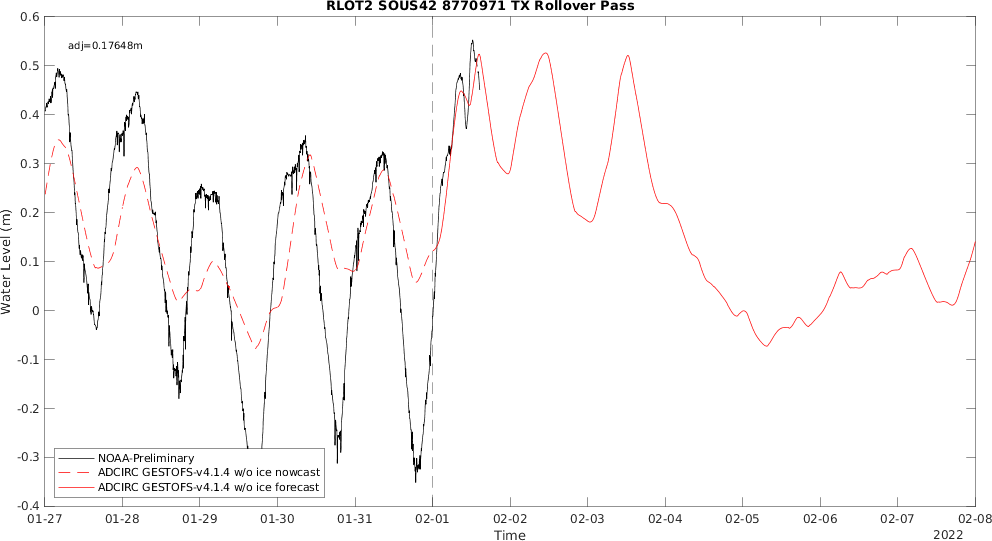 RLOT2 SOUS42 8770971 TX Rollover Pass
adj=0.17648m
0.6
0.5
0.4
0.3
0.2
0.1
0
-0.1
-0.2
-0.3
-0.4
Water Level (m)
NOAA-Preliminary
ADCIRC GESTOFS-v4.1.4 w/o ice nowcast
ADCIRC GESTOFS-v4.1.4 w/o ice forecast
01-27 01-28 01-29 01-30 01-31 02-01 02-02 02-03 02-04 02-05 02-06 02-07 02-08
Time
2022